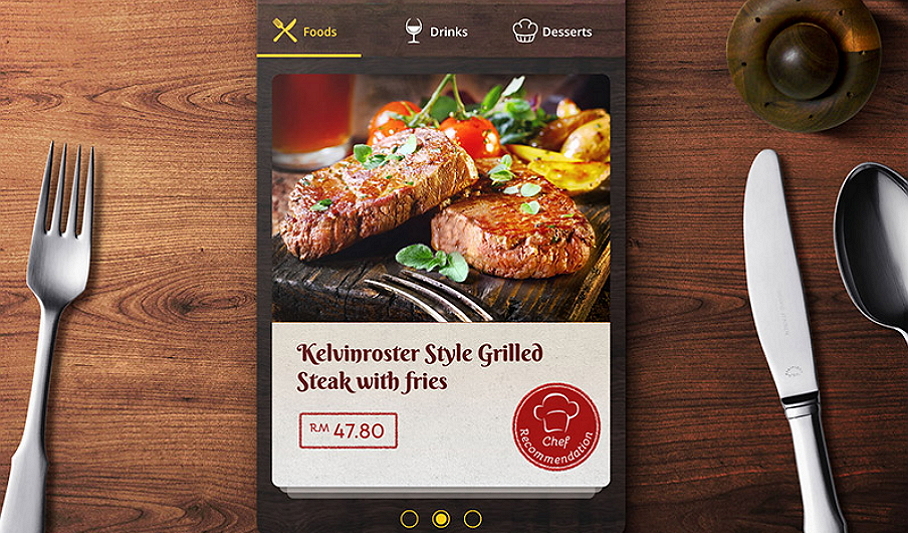 Foods
Drinks
Desserts
Kelvinroster Style Grilled
Steak with fries
RM 47.80
Chef
Recommendation